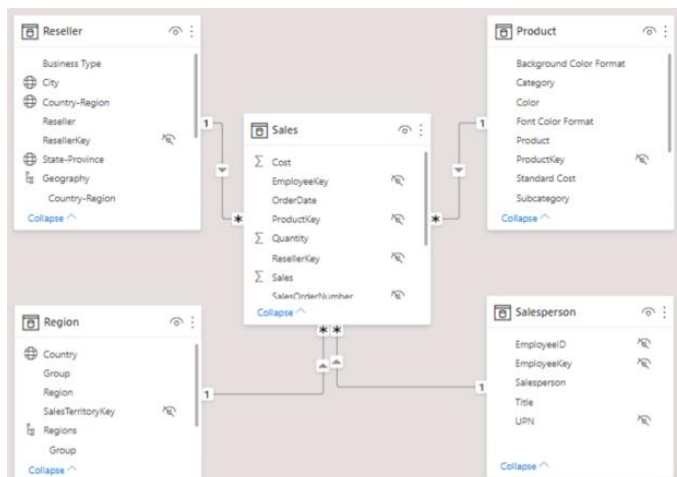 Reseller
Business Type
City
Country-Region
Reseller
ResellerKey
State-Province
Geography
Country-Region
Collapse
1
*
Sales
Σ Cost
EmployeeKey
OrderDate
ProductKey
Σ Quantity
ResellerKey
Σ Sales
SalesOrderNumber
Collapse
*
1
Product
Background Color Format
Category
Color
Font Color Format
Product
ProductKey
Standard Cost
Subcategory
Collapse
* *
Region
Country
Group
Region
SalesTerritoryKey
Regions
Group
Collapse
1
1
Salesperson
EmployeeID
EmployeeKey
Salesperson
Title
UPN
Collapse